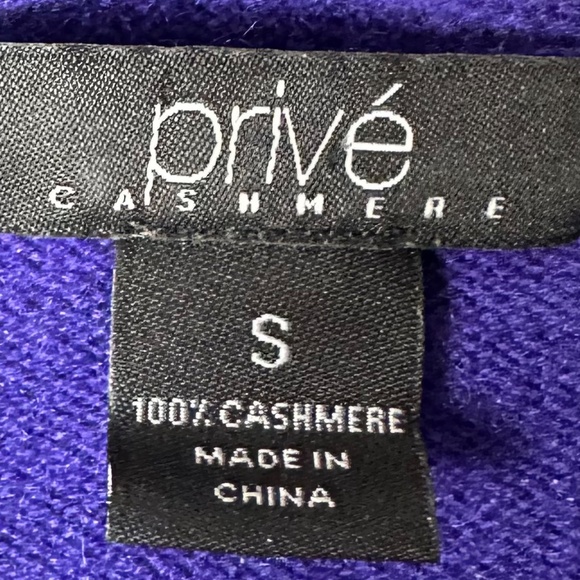 privé
CASHMERE
S
100% CASHMERE
MADE IN
CHINA